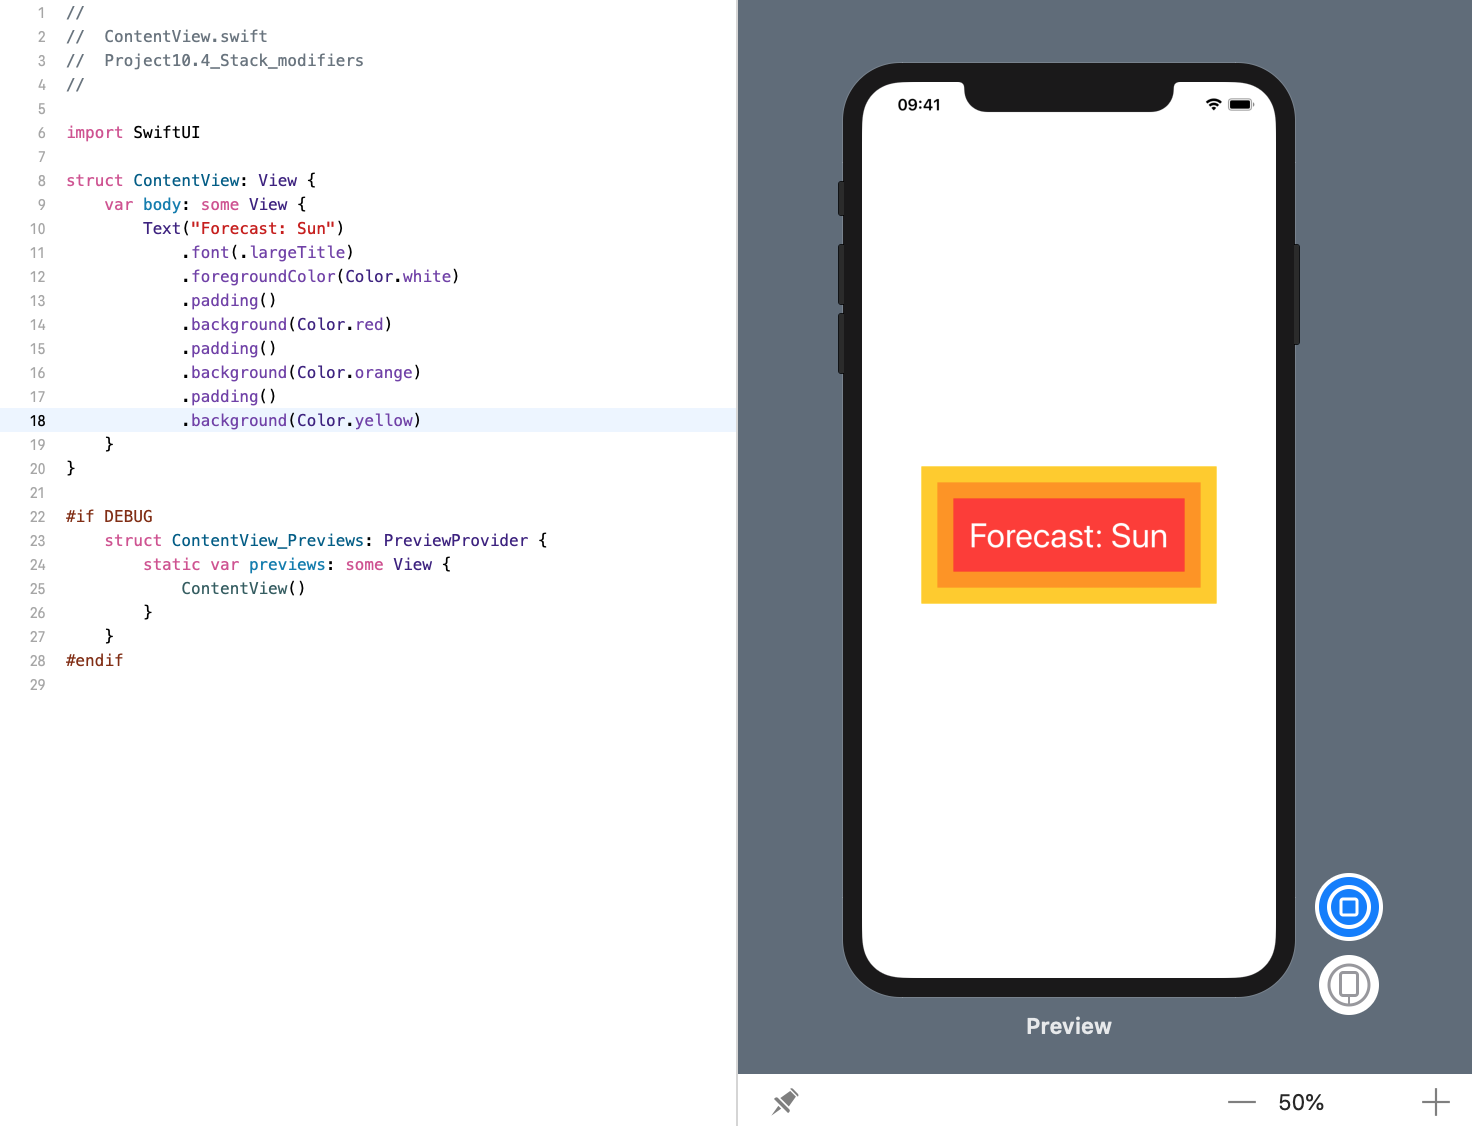 1 //
2 //  ContentView.swift
3 //  Project10.4_Stack_modifiers
4 //
5
6 import SwiftUI
7
8 struct ContentView: View {
9     var body: some View {
10         Text("Forecast: Sun")
11             .font(.largeTitle)
12             .foregroundColor(Color.white)
13             .padding()
14             .background(Color.red)
15             .padding()
16             .background(Color.orange)
17             .padding()
18             .background(Color.yellow)
19     }
20 }
21
22 #if DEBUG
23     struct ContentView_Previews: PreviewProvider {
24         static var previews: some View {
25             ContentView()
26         }
27     }
28 #endif
29
09:41
Forecast: Sun
Preview
50%